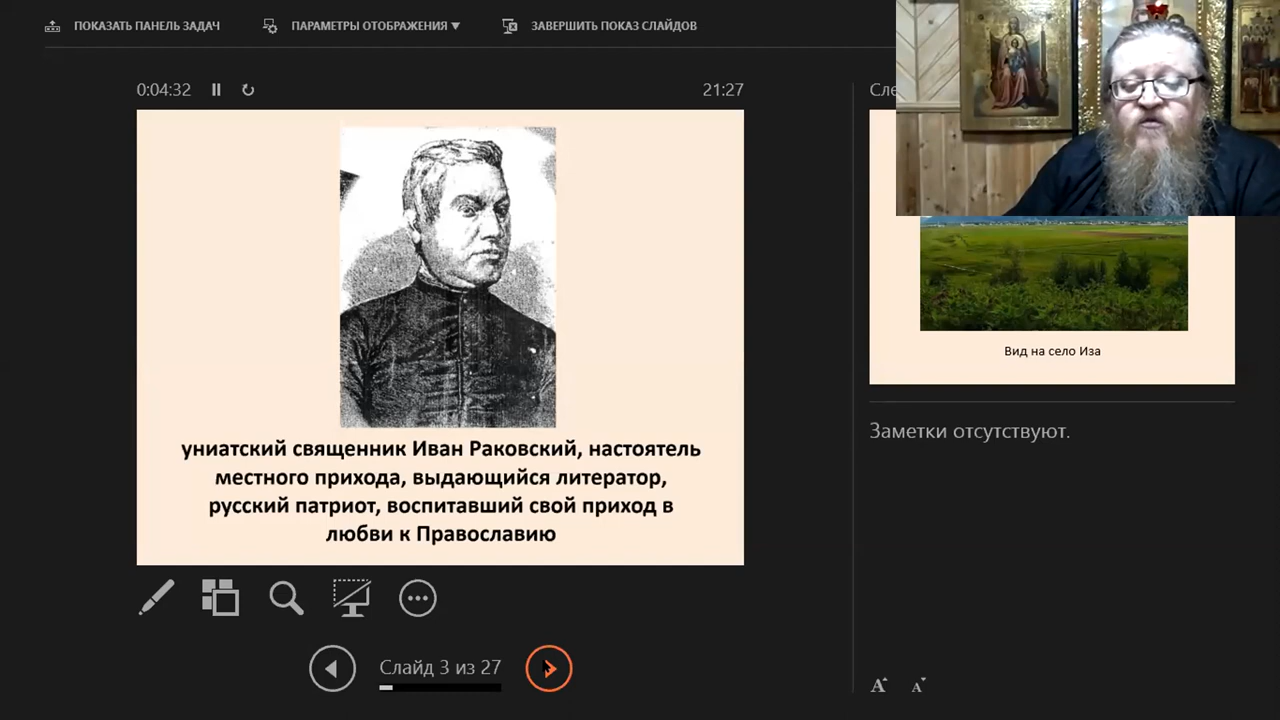 ПОКАЗАТЬ ПАНЕЛЬ ЗАДАЧ
ПАРАМЕТРЫ ОТОБРАЖЕНИЯ
ЗАВЕРШИТЬ ПОКАЗ СЛАЙДОВ
0:04:32
21:27
униатский священник Иван Раковский, настоятель
местного прихода, выдающийся литератор,
русский патриот, воспитавший свой приход в
любви к Православию
Слайд 3 из 27
Вид на село Иза
Заметки отсутствуют.
A A